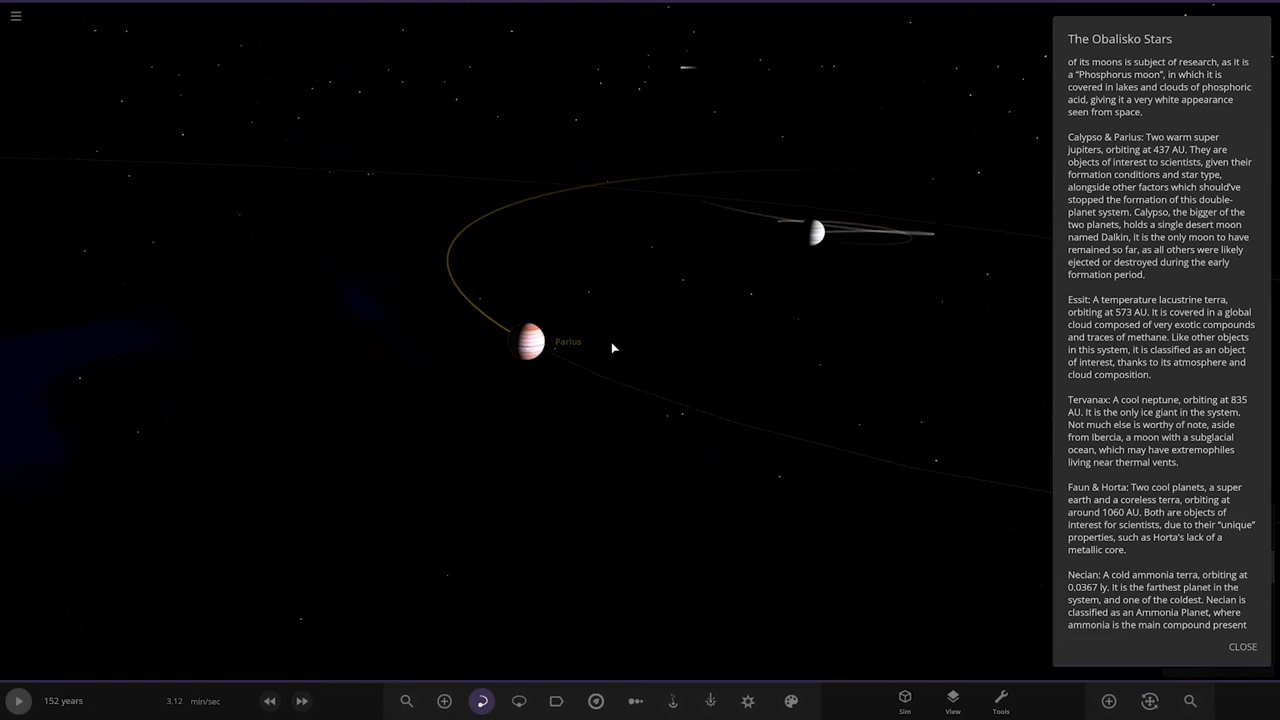 The Obalisko Stars
of its moons is subject of research, as it is
a “Phosphorus moon”, in which it is
covered in lakes and clouds of phosphoric
acid, giving it a very white appearance
seen from space.
Calypso & Parius: Two warm super
jupiters, orbiting at 437 AU. They are
objects of interest to scientists, given their
formation conditions and star type,
alongside other factors which should’ve
stopped the formation of this double-
planet system. Calypso, the bigger of the
two planets, holds a single desert moon
named Dalkin, it is the only moon to have
remained so far, as all others were likely
ejected or destroyed during the early
formation period.
Essit: A temperature lacustrine terra,
orbiting at 573 AU. It is covered in a global
cloud composed of very exotic compounds
and traces of methane. Like other objects
in this system, it is classified as an object
of interest, thanks to its atmosphere and
cloud composition.
Tervanax: A cool neptune, orbiting at 835
AU. It is the only ice giant in the system.
Not much else is worthy of note, aside
from Ibercia, a moon with a subglacial
ocean, which may have extremophiles
living near thermal vents.
Faun & Horta: Two cool planets, a super
earth and a coreless terra, orbiting at
around 1060 AU. Both are objects of
interest for scientists, due to their “unique”
properties, such as Horta’s lack of a
metallic core.
Necian: A cold ammonia terra, orbiting at
0,0367 ly. It is the farthest planet in the
system, and one of the coldest. Necian is
classified as an Ammonia Planet, where
ammonia is the main compound present
CLOSE
Parius
152 years
3,12 min/sec
Sim
View
Tools